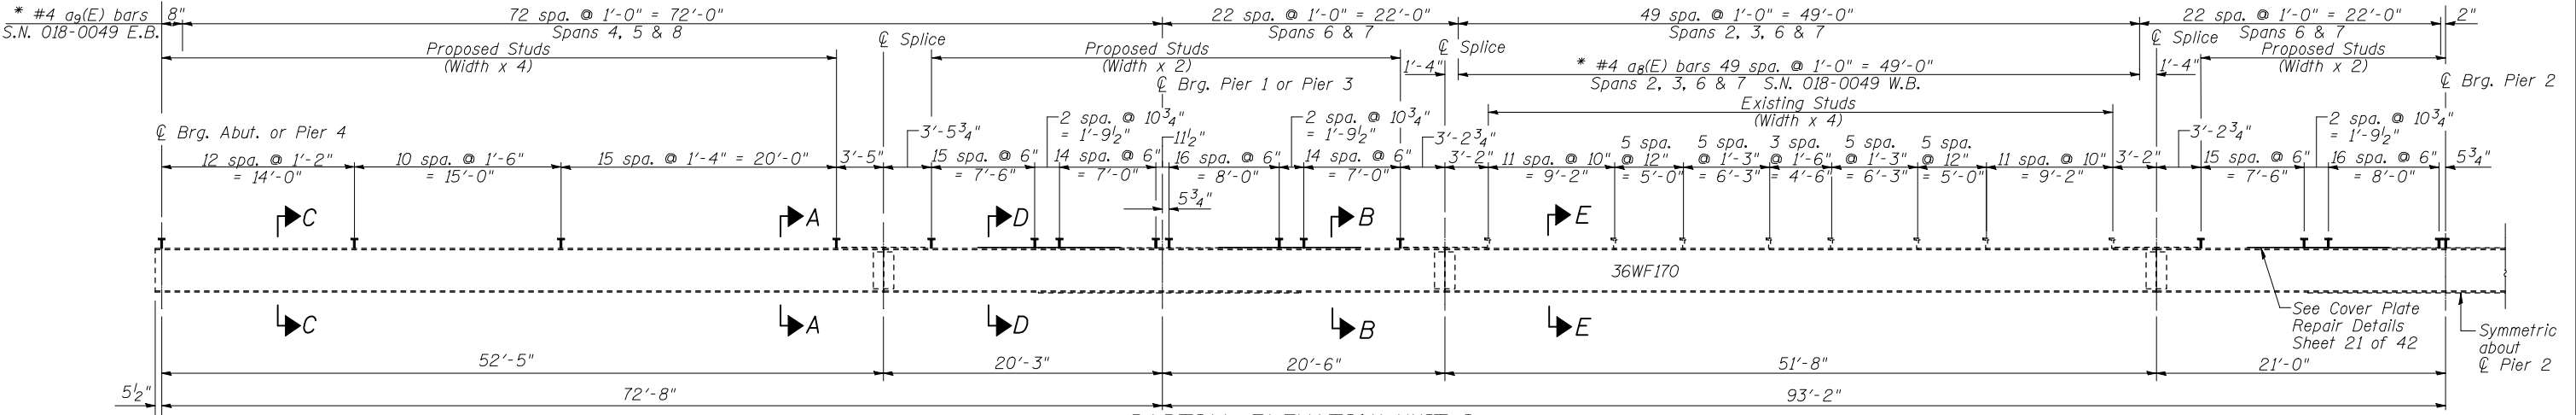 * #4 a9(E) bars
S.N. 018-0049 E.B.
8"
72 spa. @ 1'-0" = 72'-0"
Spans 4, 5 & 8
22 spa. @ 1'-0" = 22'-0"
Spans 6 & 7
49 spa. @ 1'-0" = 49'-0"
Spans 2, 3, 6 & 7
22 spa. @ 1'-0" = 22'-0"
Spans 6 & 7
2"
Proposed Studs
(Width x 4)
℄ Splice
Proposed Studs
(Width x 2)
℄ Splice
1'-4"
* #4 a8(E) bars 49 spa. @ 1'-0" = 49'-0"
Spans 2, 3, 6 & 7 S.N. 018-0049 W.B.
℄ Splice
1'-4"
Proposed Studs
(Width x 2)
℄ Brg. Pier 1 or Pier 3
℄ Brg. Pier 2
Existing Studs
(Width x 4)
℄ Brg. Abut. or Pier 4
3'-5 3/4"
2 spa. @ 10 3/4"
= 1'-9 1/2"
11 1/2"
2 spa. @ 10 3/4"
= 1'-9 1/2"
3'-2 3/4"
3'-2 3/4"
2 spa. @ 10 3/4"
= 1'-9 1/2"
12 spa. @ 1'-2"
= 14'-0"
10 spa. @ 1'-6"
= 15'-0"
15 spa. @ 1'-4" = 20'-0"
3'-5"
15 spa. @ 6"
= 7'-6"
14 spa. @ 6"
= 7'-0"
16 spa. @ 6"
= 8'-0"
14 spa. @ 6"
= 7'-0"
3'-2"
11 spa. @ 10"
= 9'-2"
5 spa.
@ 12"
= 5'-0"
5 spa.
@ 1'-3"
= 6'-3"
3 spa.
@ 1'-6"
= 4'-6"
5 spa.
@ 1'-3"
= 6'-3"
5 spa.
@ 12"
= 5'-0"
11 spa. @ 10"
= 9'-2"
3'-2"
15 spa. @ 6"
= 7'-6"
16 spa. @ 6"
= 8'-0"
5 3/4"
5 3/4"
C
A
D
B
E
36WF170
C
A
D
B
E
See Cover Plate
Repair Details
Sheet 21 of 42
Symmetric
about
℄ Pier 2
52'-5"
20'-3"
20'-6"
51'-8"
21'-0"
5 1/2"
72'-8"
93'-2"